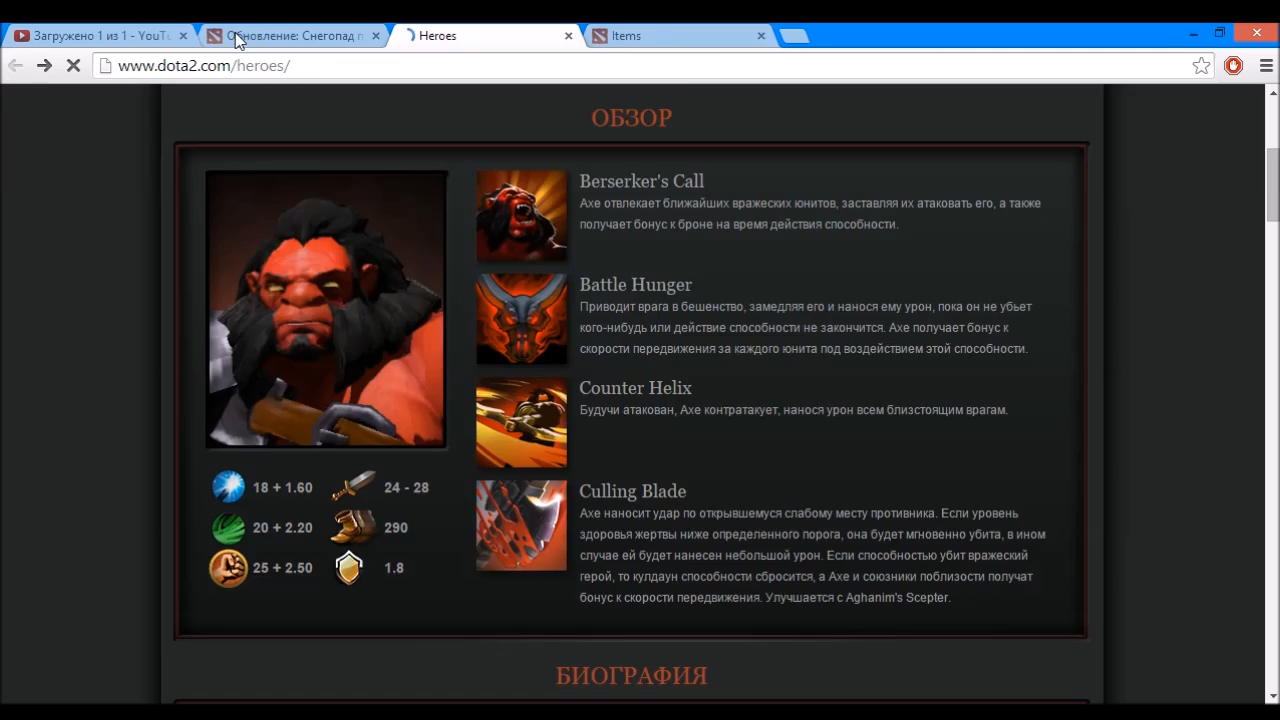 Загружено 1 из 1 - YouTu
Обновление: Снегопад п
Heroes
Items
www.dota2.com/heroes/
ОБЗОР
Berserker's Call
Axe отвлекает ближайших вражеских юнитов, заставляя их атаковать его, а также
получает бонус к броне на время действия способности.
Battle Hunger
Приводит врага в бешенство, замедляя его и нанося ему урон, пока он не убьет
кого-нибудь или действие способности не закончится. Axe получает бонус к
скорости передвижения за каждого юнита под воздействием этой способности.
Counter Helix
Будучи атакован, Axe контратакует, нанося урон всем близстоящим врагам.
Culling Blade
Axe наносит удар по открывшемуся слабому месту противника. Если уровень
здоровья жертвы ниже определенного порога, она будет мгновенно убита, в ином
случае ей будет нанесен небольшой урон. Если способностью убит вражеский
герой, то кулдаун способности сбросится, а Axe и союзники поблизости получат
бонус к скорости передвижения. Улучшается с Aghanim's Scepter.
18 + 1.60
24 - 28
20 + 2.20
290
25 + 2.50
1.8
БИОГРАФИЯ